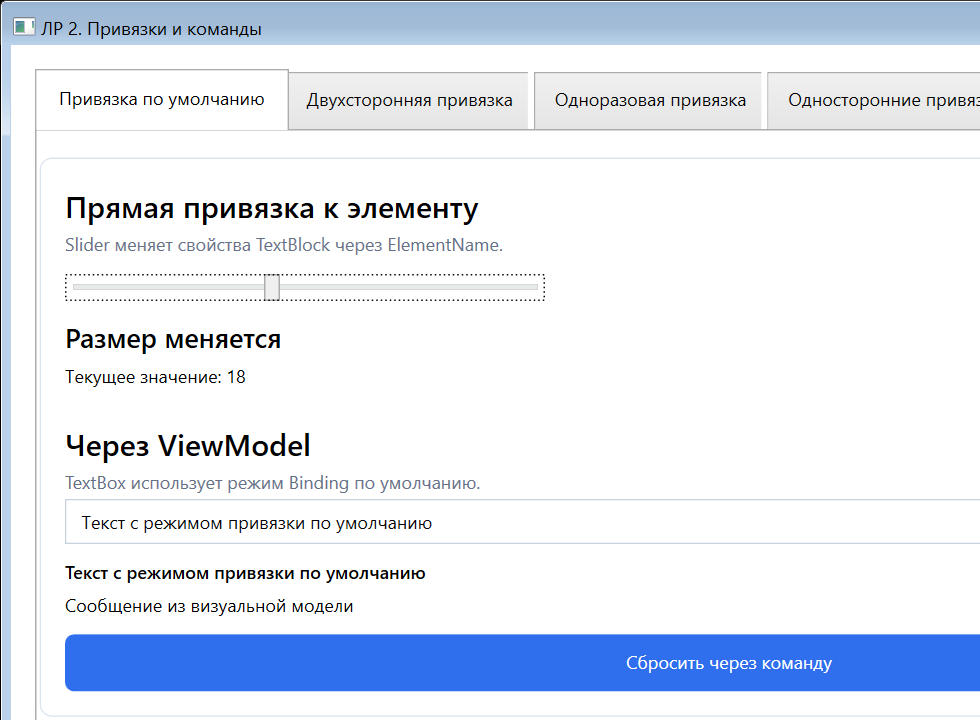 ЛР 2. Привязки и команды
Привязка по умолчанию
Двухсторонняя привязка
Одноразовая привязка
Односторонние
Прямая привязка к элементу
Slider меняет свойства TextBlock через ElementName.
Размер меняется
Текущее значение: 18
Через ViewModel
TextBox использует режим Binding по умолчанию.
Текст с режимом привязки по умолчанию
Текст с режимом привязки по умолчанию
Сообщение из визуальной модели
Сбросить через команду